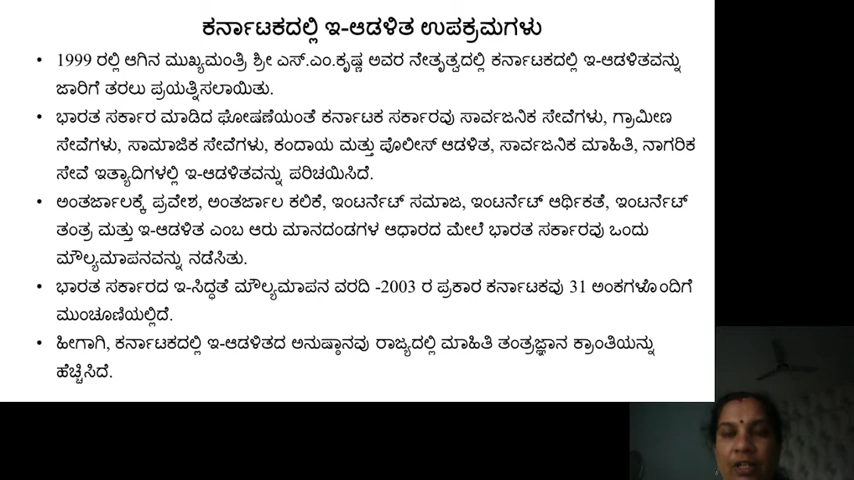 ಕರ್ನಾಟಕದಲ್ಲಿ ಇ-ಆಡಳಿತ ಉಪಕ್ರಮಗಳು
• 1999 ರಲ್ಲಿ ಆಗಿನ ಮುಖ್ಯಮಂತ್ರಿ ಶ್ರೀ ಎಸ್.ಎಂ.ಕೃಷ್ಣ ಅವರ ನೇತೃತ್ವದಲ್ಲಿ ಕರ್ನಾಟಕದಲ್ಲಿ ಇ-ಆಡಳಿತವನ್ನು
ಜಾರಿಗೆ ತರಲು ಪ್ರಯತ್ನಿಸಲಾಯಿತು.
• ಭಾರತ ಸರ್ಕಾರ ಮಾಡಿದ ಘೋಷಣೆಯಂತೆ ಕರ್ನಾಟಕ ಸರ್ಕಾರವು ಸಾರ್ವಜನಿಕ ಸೇವೆಗಳು, ಗ್ರಾಮೀಣ
ಸೇವೆಗಳು, ಸಾಮಾಜಿಕ ಸೇವೆಗಳು, ಕಂದಾಯ ಮತ್ತು ಪೊಲೀಸ್ ಆಡಳಿತ, ಸಾರ್ವಜನಿಕ ಮಾಹಿತಿ, ನಾಗರಿಕ
ಸೇವೆ ಇತ್ಯಾದಿಗಳಲ್ಲಿ ಇ-ಆಡಳಿತವನ್ನು ಪರಿಚಯಿಸಿದೆ.
• ಅಂತರ್ಜಾಲಕ್ಕೆ ಪ್ರವೇಶ, ಅಂತರ್ಜಾಲ ಕಲಿಕೆ, ಇಂಟರ್ನೆಟ್ ಸಮಾಜ, ಇಂಟರ್ನೆಟ್ ಆರ್ಥಿಕತೆ, ಇಂಟರ್ನೆಟ್
ತಂತ್ರ ಮತ್ತು ಇ-ಆಡಳಿತ ಎಂಬ ಆರು ಮಾನದಂಡಗಳ ಆಧಾರದ ಮೇಲೆ ಭಾರತ ಸರ್ಕಾರವು ಒಂದು
ಮೌಲ್ಯಮಾಪನವನ್ನು ನಡೆಸಿತು.
• ಭಾರತ ಸರ್ಕಾರದ ಇ-ಸಿದ್ಧತೆ ಮೌಲ್ಯಮಾಪನ ವರದಿ -2003 ರ ಪ್ರಕಾರ ಕರ್ನಾಟಕವು 31 ಅಂಕಗಳೊಂದಿಗೆ
ಮುಂಚೂಣಿಯಲ್ಲಿದೆ.
• ಹೀಗಾಗಿ, ಕರ್ನಾಟಕದಲ್ಲಿ ಇ-ಆಡಳಿತದ ಅನುಷ್ಠಾನವು ರಾಜ್ಯದಲ್ಲಿ ಮಾಹಿತಿ ತಂತ್ರಜ್ಞಾನ ಕ್ರಾಂತಿಯನ್ನು
ಹೆಚ್ಚಿಸಿದೆ.